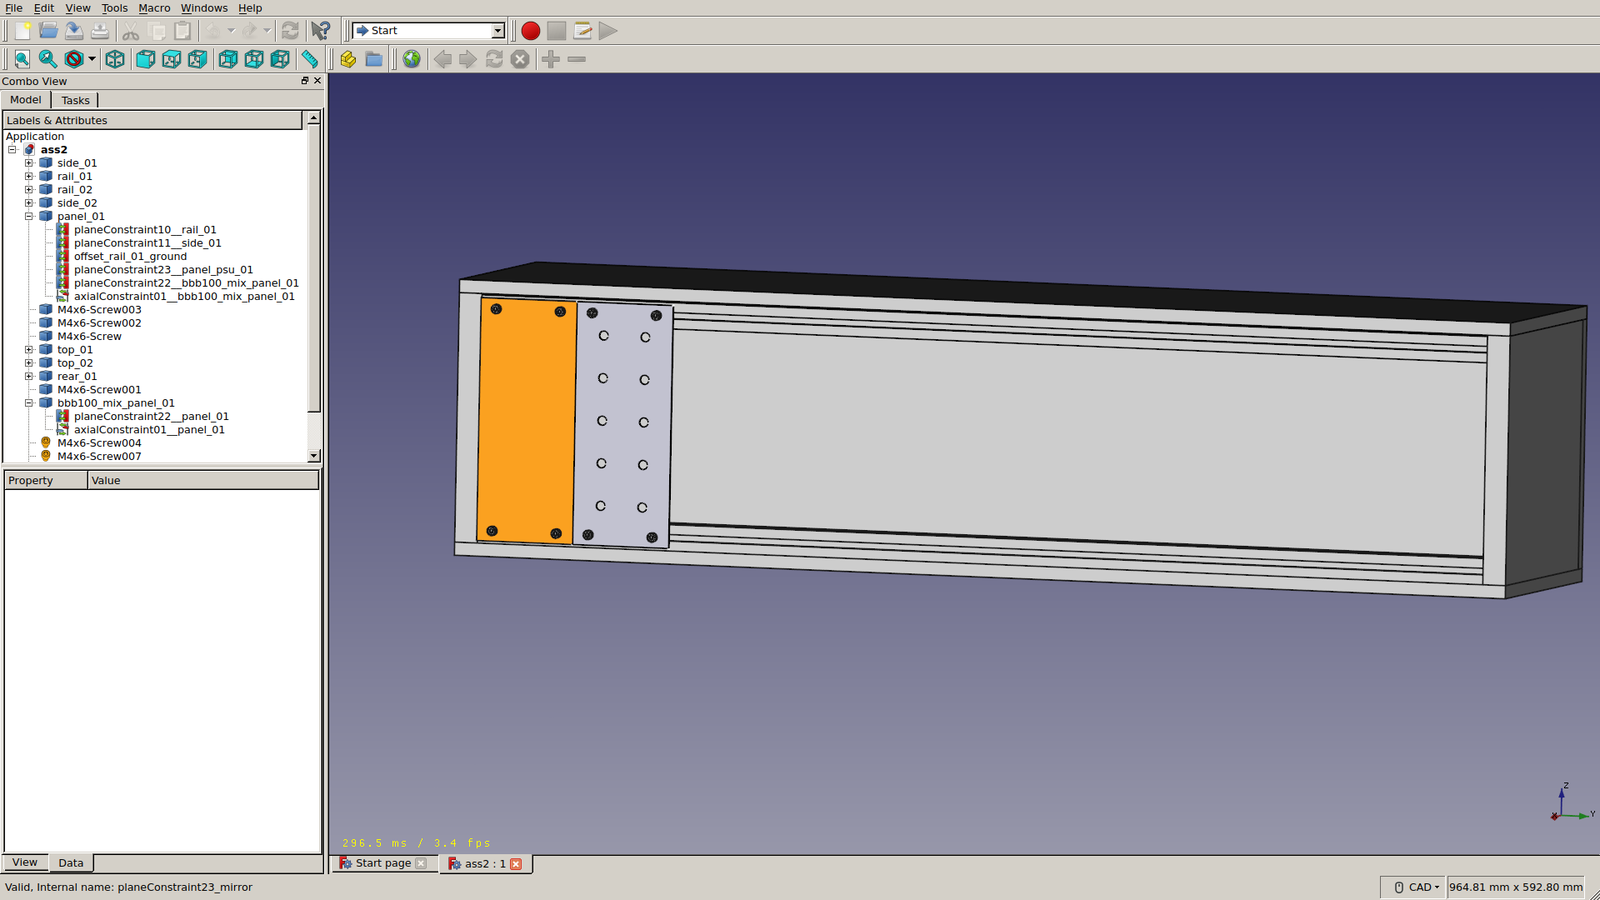 File Edit View Tools Macro Windows Help
Start
Combo View
Model Tasks
Labels & Attributes
Application
ass2
side_01
rail_01
rail_02
side_02
panel_01
planeConstraint10__rail_01
planeConstraint11__side_01
offset_rail_01_ground
planeConstraint23__panel_psu_01
planeConstraint22__bbb100_mix_panel_01
axialConstraint01__bbb100_mix_panel_01
M4x6-Screw003
M4x6-Screw002
M4x6-Screw
top_01
top_02
rear_01
M4x6-Screw001
bbb100_mix_panel_01
planeConstraint22__panel_01
axialConstraint01__panel_01
M4x6-Screw004
M4x6-Screw007
Property Value
Z
Y
296.5 ms / 3.4 fps
View Data
Start page
ass2 : 1
Valid, Internal name: planeConstraint23_mirror
CAD
964.81 mm x 592.80 mm